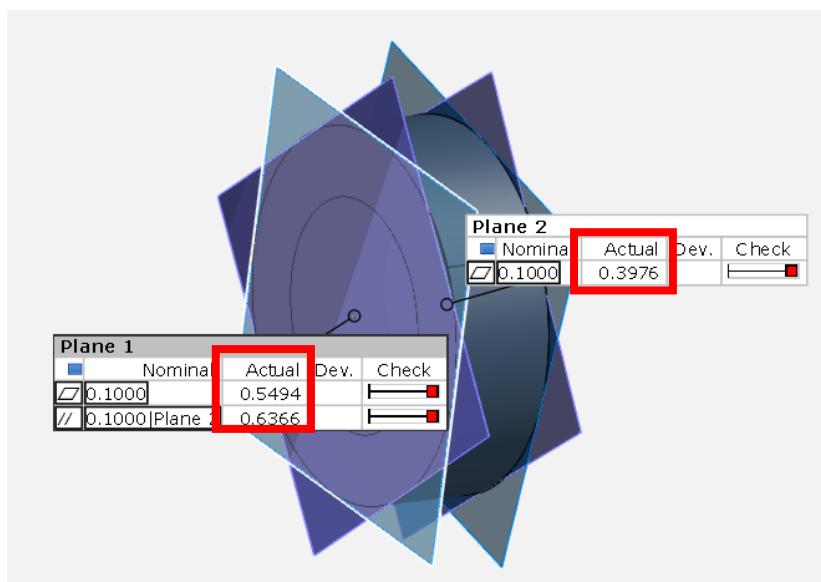 Plane 2
Nomina Actual Dev. Check
0.1000 0.3976
Plane 1
Nominal Actual Dev. Check
0.1000 0.5494
// 0.1000|Plane 2 0.6366